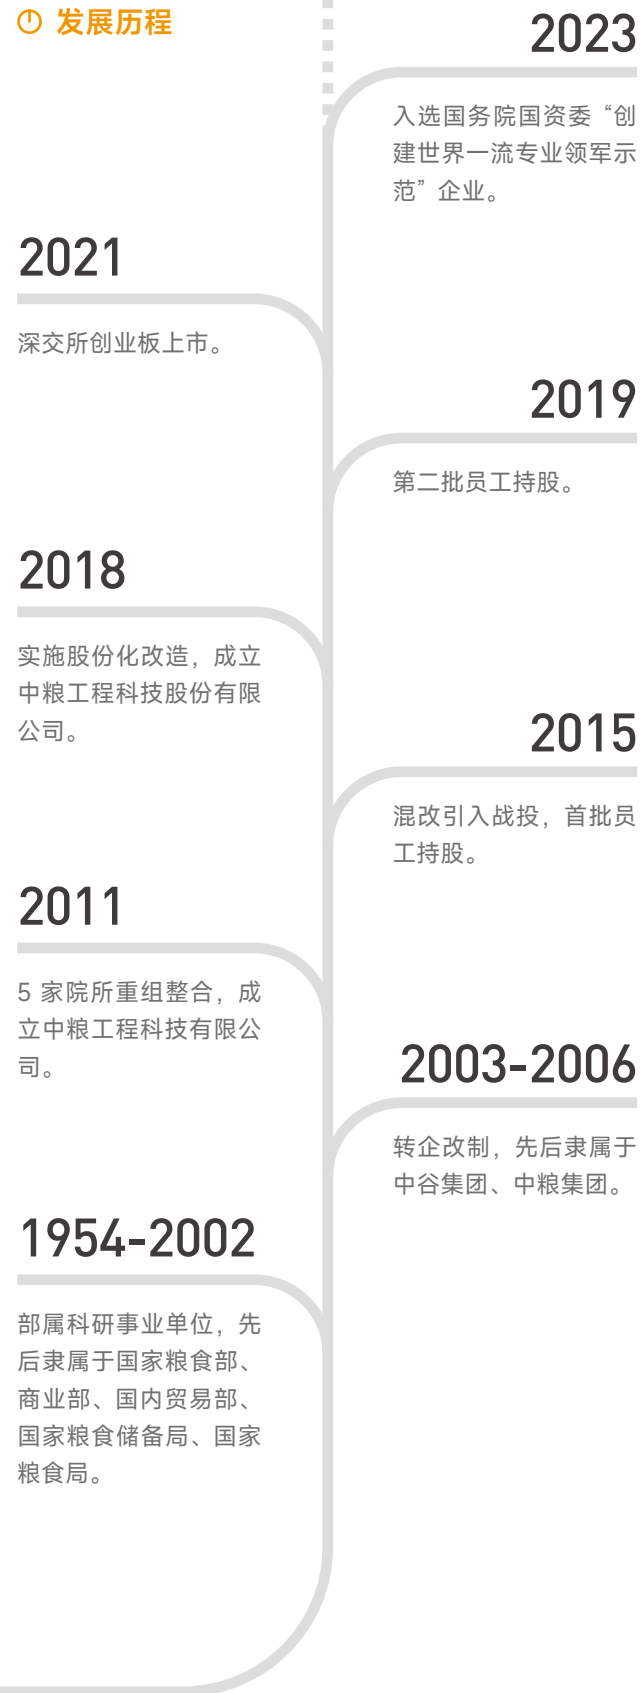 发展历程
2023
入选国务院国资委“创
建世界一流专业领军示
范”企业。
2021
深交所创业板上市。
2019
第二批员工持股。
2018
实施股份化改造，成立
中粮工程科技股份有限
公司。
2015
混改引入战投，首批员
工持股。
2011
5 家院所重组整合，成
立中粮工程科技有限公
司。
2003-2006
转企改制，先后隶属于
中谷集团、中粮集团。
1954-2002
部属科研事业单位，先
后隶属于国家粮食部、
商业部、国内贸易部、
国家粮食储备局、国家
粮食局。